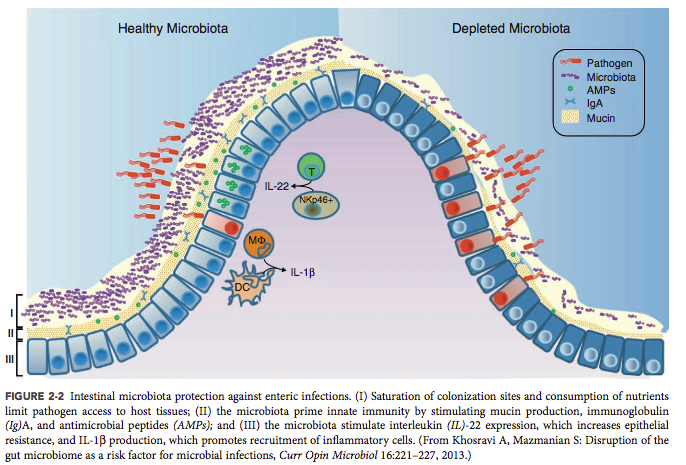 Healthy Microbiota
Depleted Microbiota
Pathogen
Microbiota
AMPs
IgA
Mucin
T
IL-22
NKp46+
MΦ
IL-1β
DC
I
II
III
FIGURE 2-2 Intestinal microbiota protection against enteric infections. (I) Saturation of colonization sites and consumption of nutrients
limit pathogen access to host tissues; (II) the microbiota prime innate immunity by stimulating mucin production, immunoglobulin
(Ig)A, and antimicrobial peptides (AMPs); and (III) the microbiota stimulate interleukin (IL)-22 expression, which increases epithelial
resistance, and IL-1β production, which promotes recruitment of inflammatory cells. (From Khosravi A, Mazmanian S: Disruption of the
gut microbiome as a risk factor for microbial infections, Curr Opin Microbiol 16:221–227, 2013.)